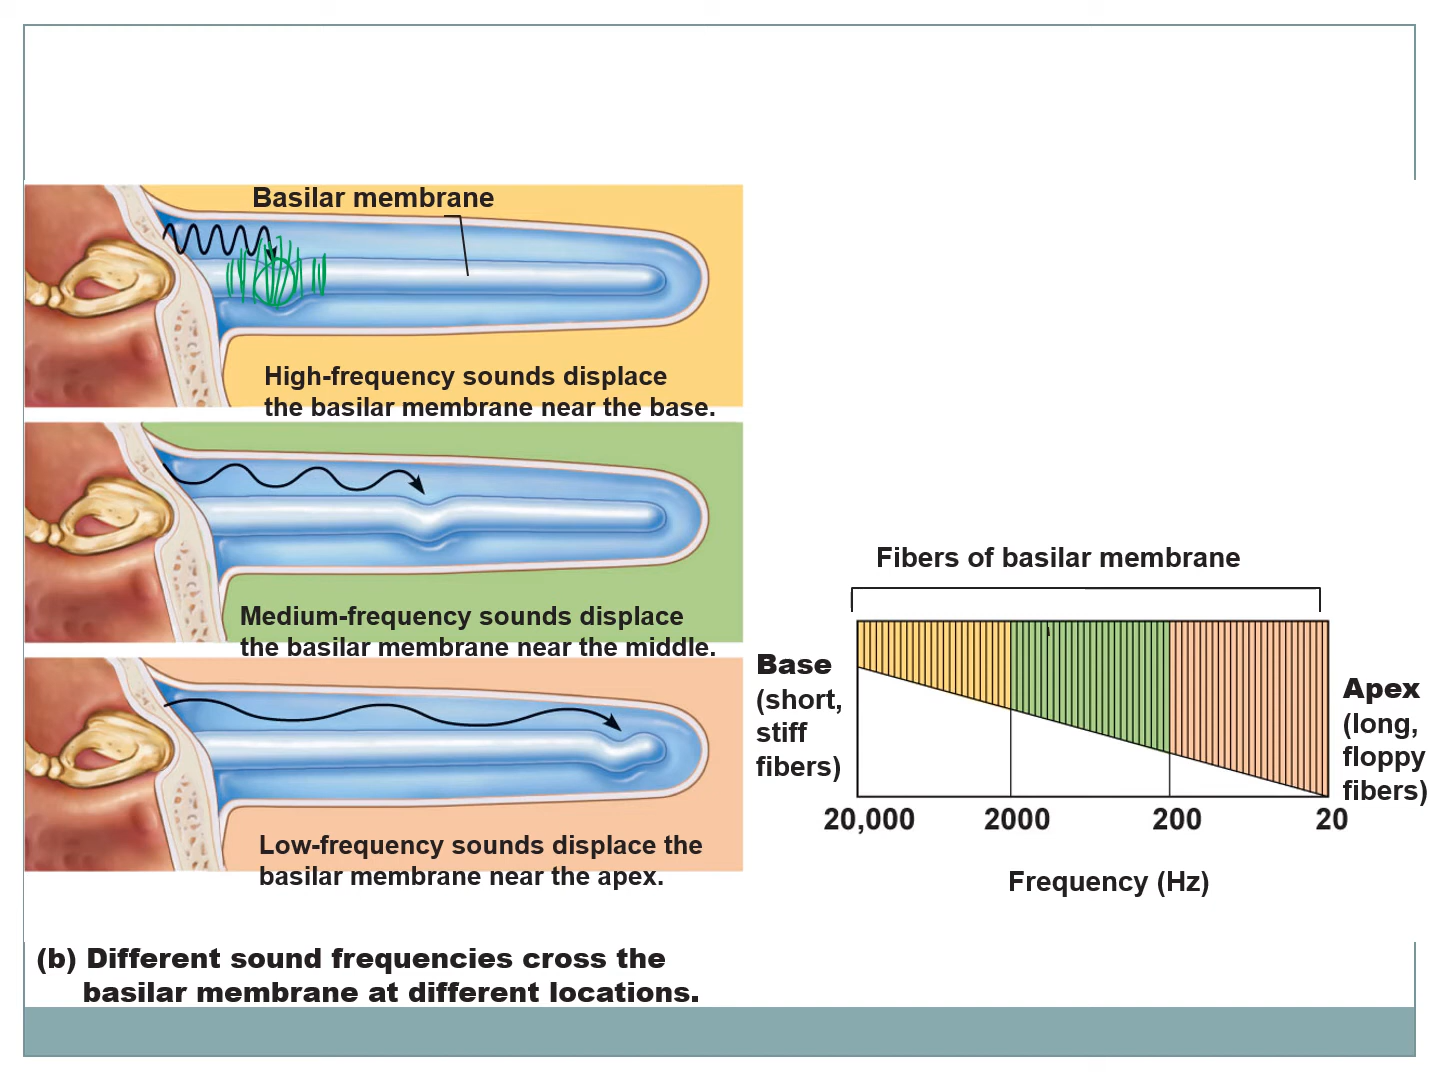 Basilar membrane
High-frequency sounds displace
the basilar membrane near the base.
Medium-frequency sounds displace
the basilar membrane near the middle.
Low-frequency sounds displace the
basilar membrane near the apex.
(b) Different sound frequencies cross the
basilar membrane at different locations.
Fibers of basilar membrane
Base
(short,
stiff
fibers)
Apex
(long,
floppy
fibers)
20,000 2000 200 20
Frequency (Hz)